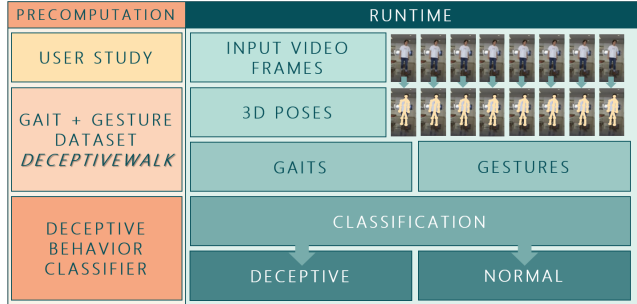 PRECOMPUTATION
RUNTIME
USER STUDY
INPUT VIDEO
FRAMES
GAIT + GESTURE
DATASET
DECEPTIVEWALK
3D POSES
GAITS
GESTURES
DECEPTIVE
BEHAVIOR
CLASSIFIER
CLASSIFICATION
DECEPTIVE
NORMAL